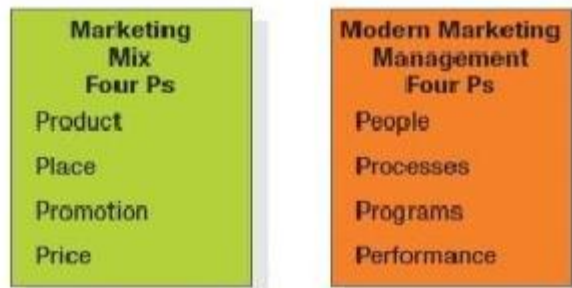 Marketing
Mix
Four Ps
Product
Place
Promotion
Price
Modern Marketing
Management
Four Ps
People
Processes
Programs
Performance